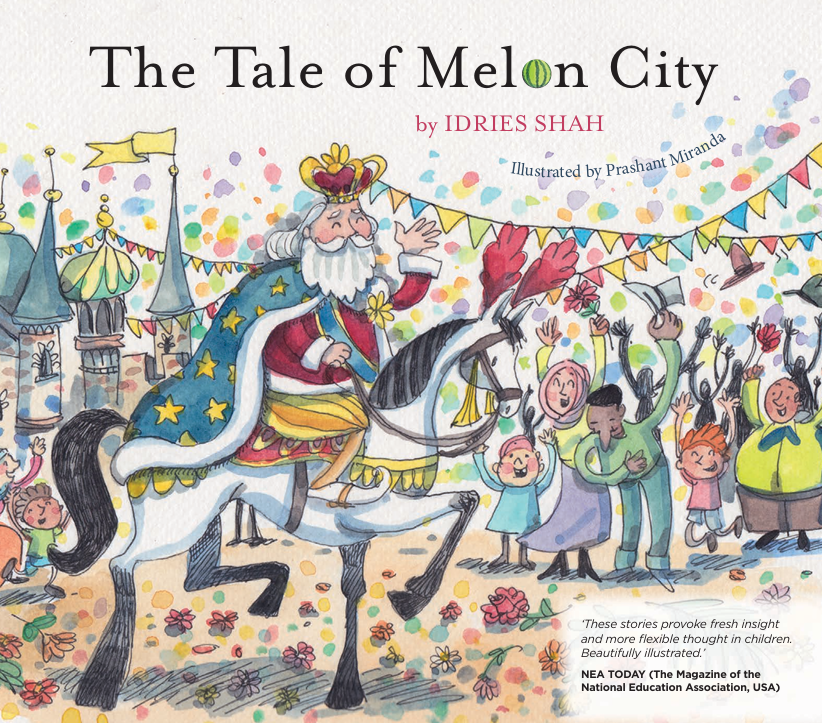 The Tale of Melon City
by IDRIES SHAH
Illustrated by Prashant Miranda
‘These stories provoke fresh insight
and more flexible thought in children.
Beautifully illustrated.’
NEA TODAY (The Magazine of the
National Education Association, USA)